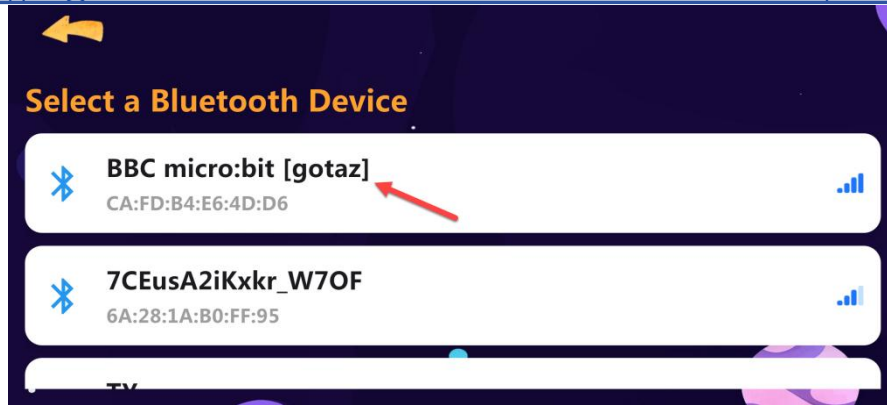 Select a Bluetooth Device
BBC micro:bit [gotaz]
CA:FD:B4:E6:4D:D6
7CEusA2iKxkr_W7OF
6A:28:1A:B0:FF:95